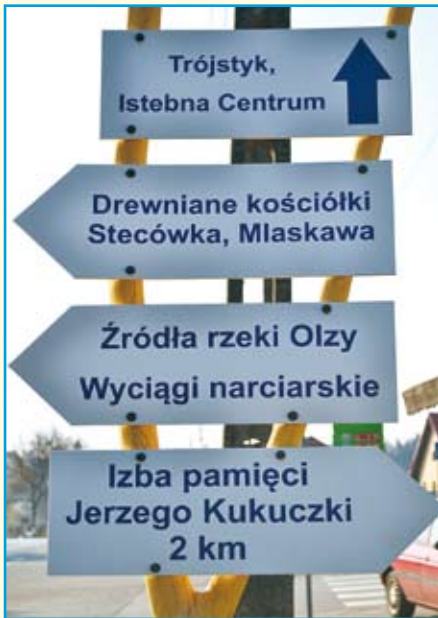 Trójstyk,
Istebna Centrum
Drewniane kościółki
Stecówka, Mlaskawa
Źródła rzeki Olzy
Wyciągi narciarskie
Izba pamięci
Jerzego Kukuczki
2 km